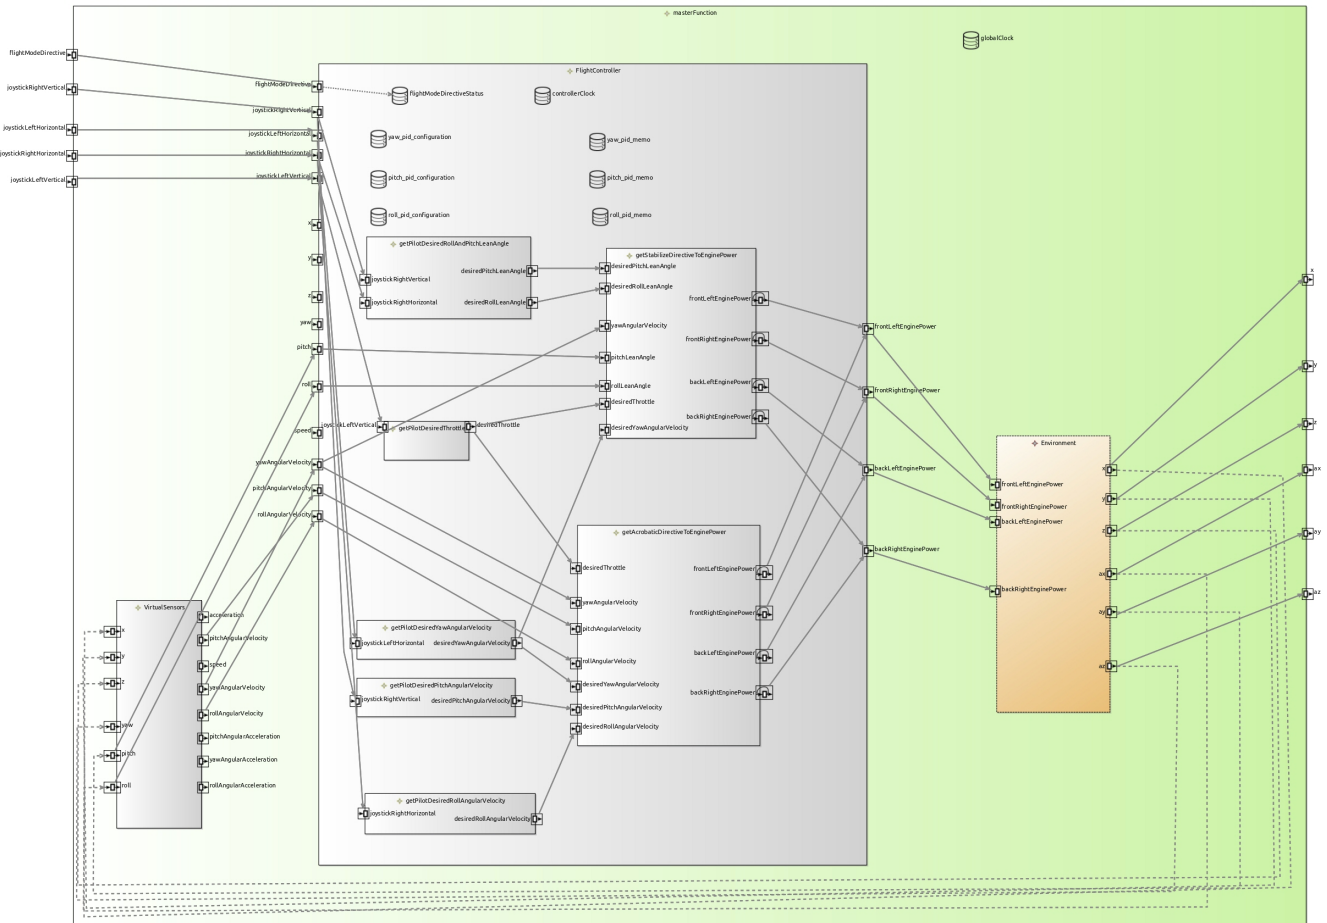 masterFunction
globalClock
flightModeDirective
joystickRightVertical
joystickLeftHorizontal
joystickRightHorizontal
joystickLeftVertical
FlightController
flightModeDirective
joystickRightVertical
joystickLeftHorizontal
joystickRightHorizontal
joystickLeftVertical
x
y
z
yaw
pitch
roll
speed
yawAngularVelocity
pitchAngularVelocity
rollAngularVelocity
flightModeDirectiveStatus
controllerClock
yaw_pid_configuration
yaw_pid_memo
pitch_pid_configuration
pitch_pid_memo
roll_pid_configuration
roll_pid_memo
getPilotDesiredRollAndPitchLeanAngle
joystickRightVertical
joystickRightHorizontal
desiredPitchLeanAngle
desiredRollLeanAngle
getStabilizeDirectiveToEnginePower
desiredPitchLeanAngle
desiredRollLeanAngle
yawAngularVelocity
pitchLeanAngle
rollLeanAngle
desiredThrottle
desiredYawAngularVelocity
frontLeftEnginePower
frontRightEnginePower
backLeftEnginePower
backRightEnginePower
joystickLeftVertical
getPilotDesiredThrottle
desiredThrottle
getAcrobaticDirectiveToEnginePower
desiredThrottle
yawAngularVelocity
pitchAngularVelocity
rollAngularVelocity
desiredYawAngularVelocity
desiredPitchAngularVelocity
desiredRollAngularVelocity
frontLeftEnginePower
frontRightEnginePower
backLeftEnginePower
backRightEnginePower
getPilotDesiredYawAngularVelocity
joystickLeftHorizontal
desiredYawAngularVelocity
getPilotDesiredPitchAngularVelocity
joystickRightVertical
desiredPitchAngularVelocity
getPilotDesiredRollAngularVelocity
joystickRightHorizontal
desiredRollAngularVelocity
frontLeftEnginePower
frontRightEnginePower
backLeftEnginePower
backRightEnginePower
Environment
frontLeftEnginePower
frontRightEnginePower
backLeftEnginePower
backRightEnginePower
x
y
z
ax
ay
az
x
y
z
ax
ay
az
VirtualSensors
x
y
z
yaw
pitch
roll
acceleration
pitchAngularVelocity
speed
yawAngularVelocity
rollAngularVelocity
pitchAngularAcceleration
yawAngularAcceleration
rollAngularAcceleration